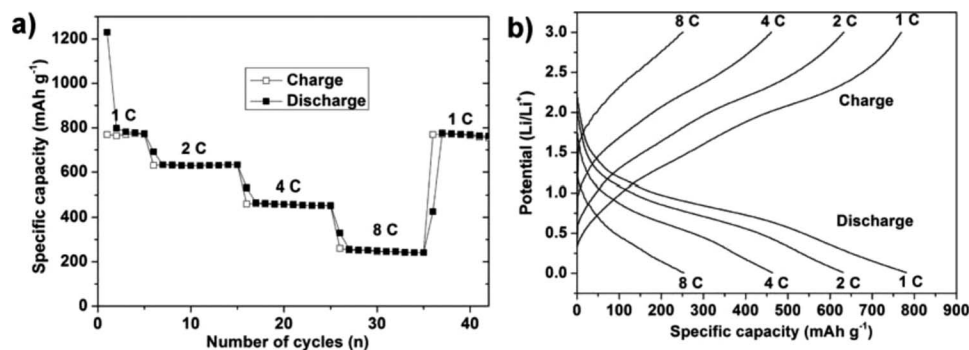 a)
Specific capacity (mAh g⁻¹)
1200
1000
800
600
400
200
0
Charge
Discharge
1 C
2 C
4 C
8 C
1 C
0
10
20
30
40
Number of cycles (n)
b)
Potential (Li/Li⁺)
3.0
2.5
2.0
1.5
1.0
0.5
0.0
8 C
4 C
2 C
1 C
Charge
Discharge
8 C
4 C
2 C
1 C
0 100 200 300 400 500 600 700 800 900
Specific capacity (mAh g⁻¹)